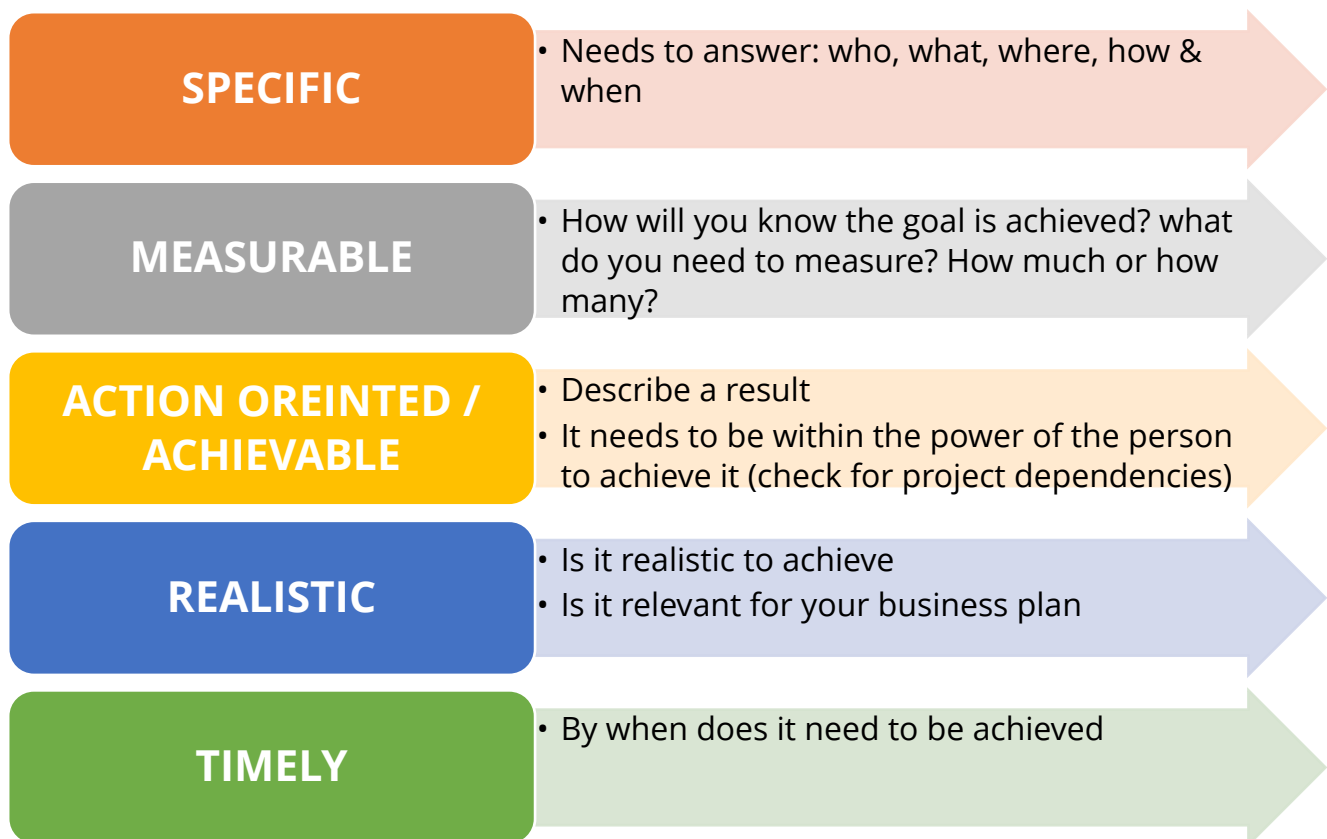 SPECIFIC
• Needs to answer: who, what, where, how &
when
MEASURABLE
• How will you know the goal is achieved? what
do you need to measure? How much or how
many?
ACTION OREINTED /
ACHIEVABLE
• Describe a result
• It needs to be within the power of the person
to achieve it (check for project dependencies)
REALISTIC
• Is it realistic to achieve
• Is it relevant for your business plan
TIMELY
• By when does it need to be achieved